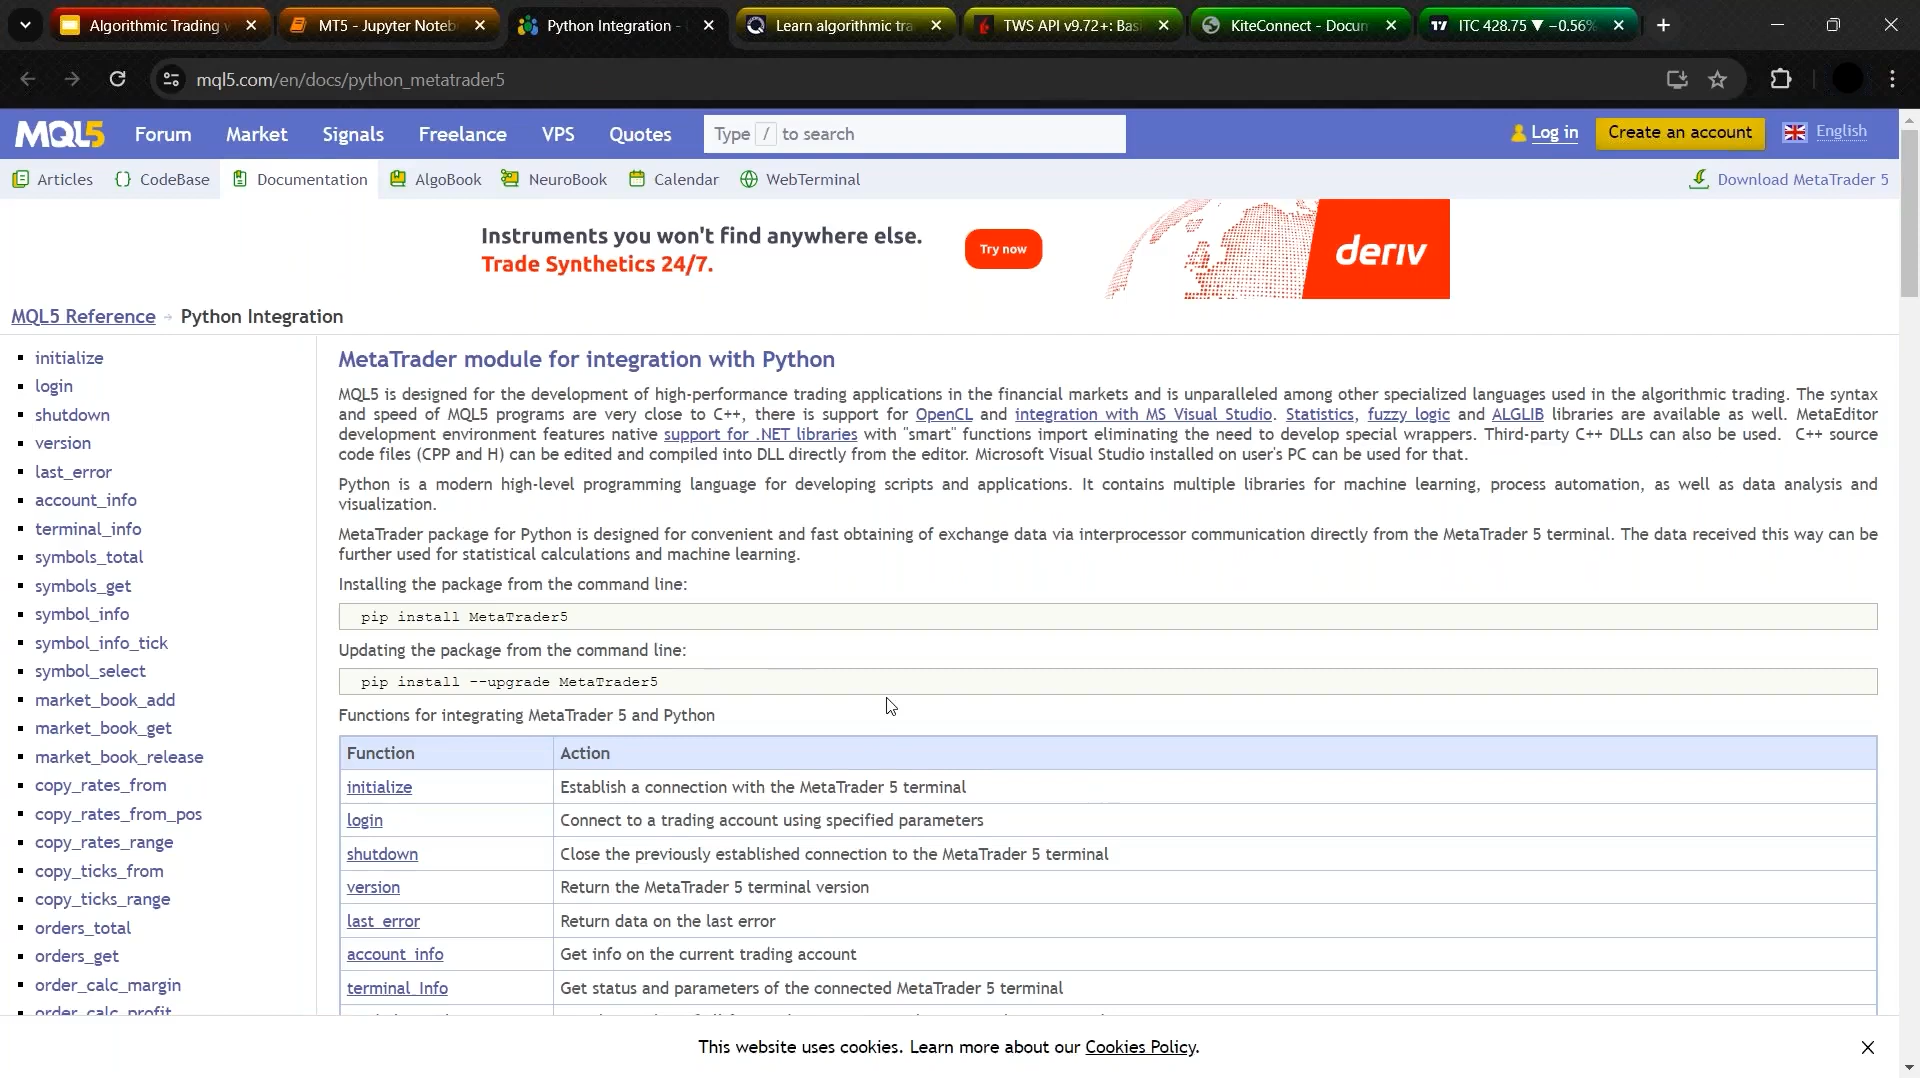 Algorithmic Trading
MT5 - Jupyter Noteb
Python Integration -
Learn algorithmic tra
TWS API v9.72+: Bas
KiteConnect - Docum
ITC 428.75 ▼ −0.56%
mql5.com/en/docs/python_metatrader5
MQL5 Forum Market Signals Freelance VPS Quotes Type / to search Log in Create an account English
Articles CodeBase Documentation AlgoBook NeuroBook Calendar WebTerminal Download MetaTrader 5
Instruments you won't find anywhere else.
Trade Synthetics 24/7.
Try now
deriv
MQL5 Reference Python Integration
initialize
login
shutdown
version
last_error
account_info
terminal_info
symbols_total
symbols_get
symbol_info
symbol_info_tick
symbol_select
market_book_add
market_book_get
market_book_release
copy_rates_from
copy_rates_from_pos
copy_rates_range
copy_ticks_from
copy_ticks_range
orders_total
orders_get
order_calc_margin
order_calc_profit
MetaTrader module for integration with Python
MQL5 is designed for the development of high-performance trading applications in the financial markets and is unparalleled among other specialized languages used in the algorithmic trading. The syntax
and speed of MQL5 programs are very close to C++, there is support for OpenCL and integration with MS Visual Studio. Statistics, fuzzy logic and ALGLIB libraries are available as well. MetaEditor
development environment features native support for .NET libraries with "smart" functions import eliminating the need to develop special wrappers. Third-party C++ DLLs can also be used. C++ source
code files (CPP and H) can be edited and compiled into DLL directly from the editor. Microsoft Visual Studio installed on user's PC can be used for that.
Python is a modern high-level programming language for developing scripts and applications. It contains multiple libraries for machine learning, process automation, as well as data analysis and
visualization.
MetaTrader package for Python is designed for convenient and fast obtaining of exchange data via interprocessor communication directly from the MetaTrader 5 terminal. The data received this way can be
further used for statistical calculations and machine learning.
Installing the package from the command line:
pip install MetaTrader5
Updating the package from the command line:
pip install --upgrade MetaTrader5
Functions for integrating MetaTrader 5 and Python
Function Action
initialize Establish a connection with the MetaTrader 5 terminal
login Connect to a trading account using specified parameters
shutdown Close the previously established connection to the MetaTrader 5 terminal
version Return the MetaTrader 5 terminal version
last_error Return data on the last error
account_info Get info on the current trading account
terminal_Info Get status and parameters of the connected MetaTrader 5 terminal
This website uses cookies. Learn more about our Cookies Policy.